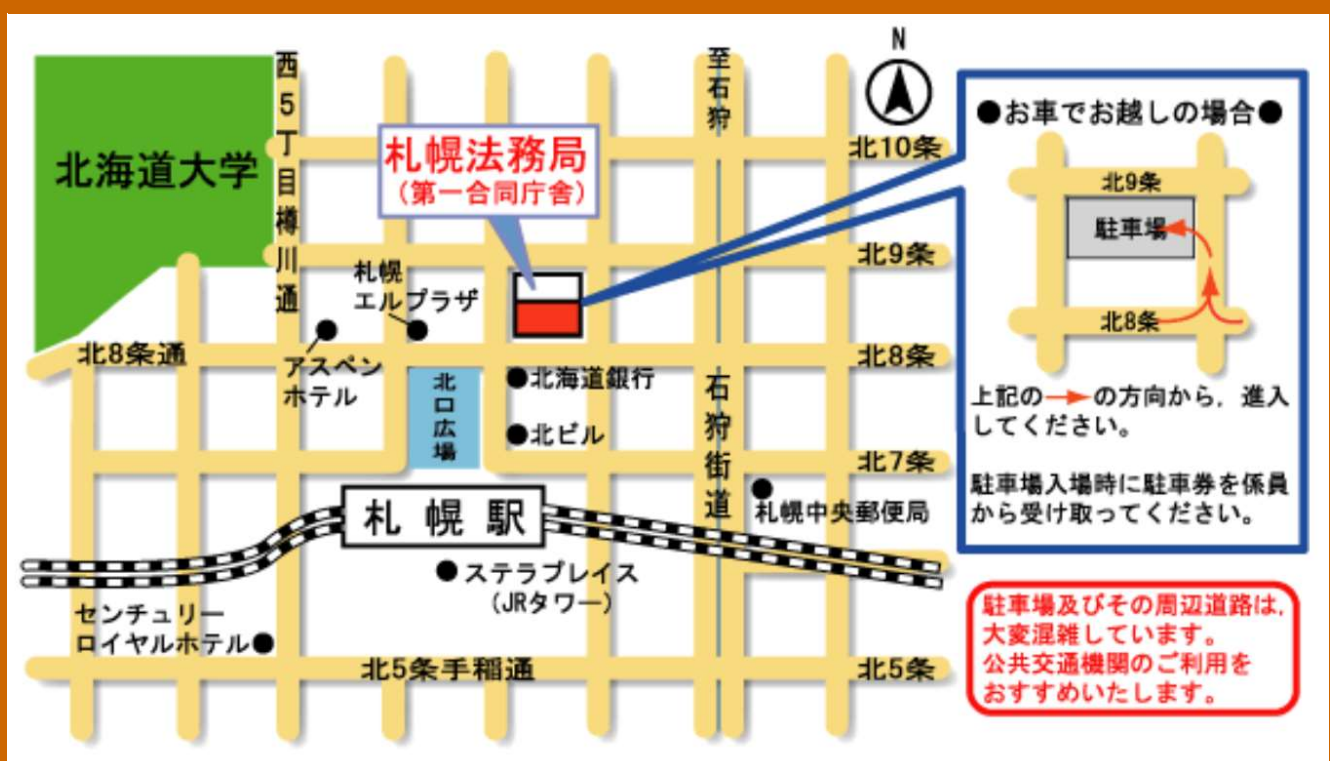 N
西5丁目樽川通
至石狩
北海道大学
札幌法務局
（第一合同庁舎）
北10条
北9条
札幌
エルプラザ
北8条通
アスペン
ホテル
北口広場
●北海道銀行
●北ビル
北8条
石狩街道
北7条
札幌中央郵便局
札幌駅
●ステラプレイス
（JRタワー）
センチュリー
ロイヤルホテル●
北5条手稲通
北5条
●お車でお越しの場合●
北9条
駐車場
北8条
上記の→の方向から，進入
してください。
駐車場入場時に駐車券を係員
から受け取ってください。
駐車場及びその周辺道路は，
大変混雑しています。
公共交通機関のご利用を
おすすめいたします。